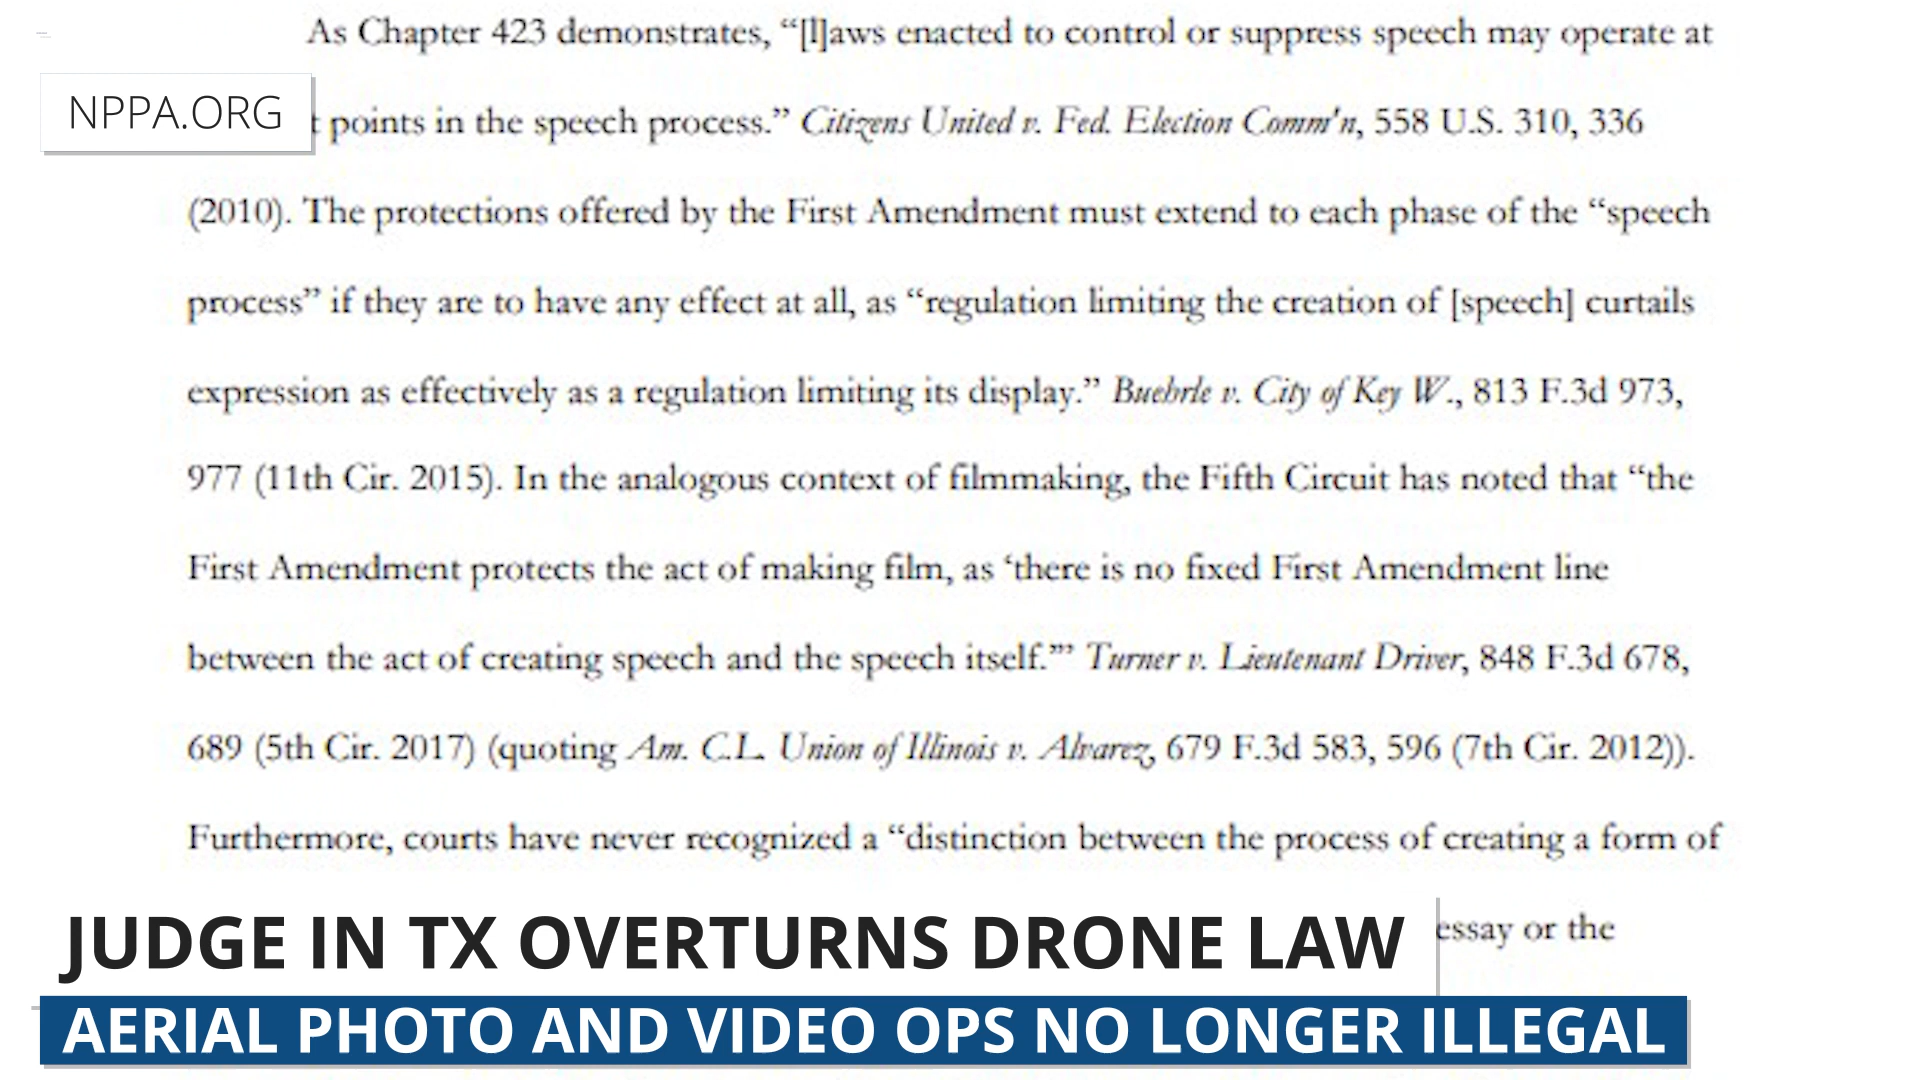 As Chapter 423 demonstrates, “[l]aws enacted to control or suppress speech may operate at
NPPA.ORG
t points in the speech process.” Citizens United v. Fed. Election Comm'n, 558 U.S. 310, 336
(2010). The protections offered by the First Amendment must extend to each phase of the “speech
process” if they are to have any effect at all, as “regulation limiting the creation of [speech] curtails
expression as effectively as a regulation limiting its display.” Buehrle v. City of Key W., 813 F.3d 973,
977 (11th Cir. 2015). In the analogous context of filmmaking, the Fifth Circuit has noted that “the
First Amendment protects the act of making film, as ‘there is no fixed First Amendment line
between the act of creating speech and the speech itself.’” Turner v. Lieutenant Driver, 848 F.3d 678,
689 (5th Cir. 2017) (quoting Am. C.L. Union of Illinois v. Alvarez, 679 F.3d 583, 596 (7th Cir. 2012)).
Furthermore, courts have never recognized a “distinction between the process of creating a form of
essay or the
JUDGE IN TX OVERTURNS DRONE LAW
AERIAL PHOTO AND VIDEO OPS NO LONGER ILLEGAL